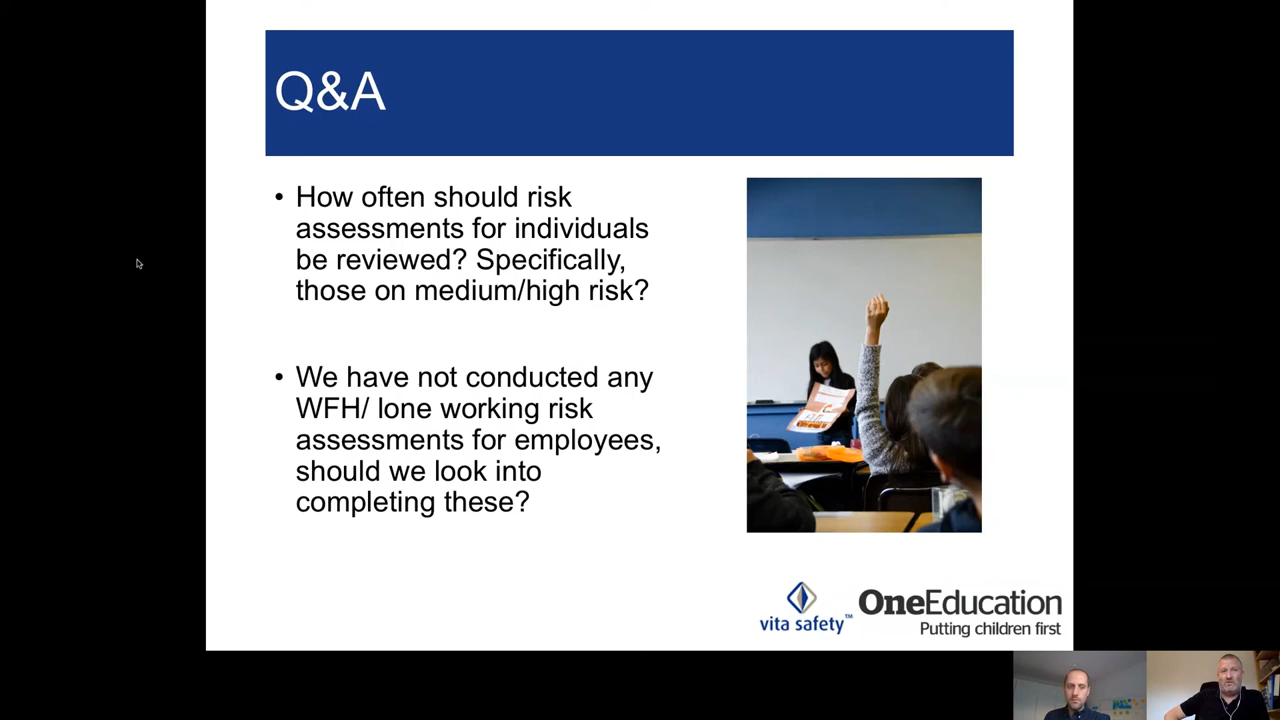 Q&A
• How often should risk
assessments for individuals
be reviewed? Specifically,
those on medium/high risk?
• We have not conducted any
WFH/ lone working risk
assessments for employees,
should we look into
completing these?
vita safety™
OneEducation
Putting children first